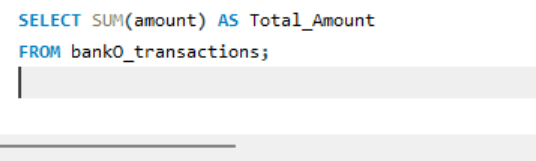 SELECT SUM(amount) AS Total_Amount
FROM bank0_transactions;